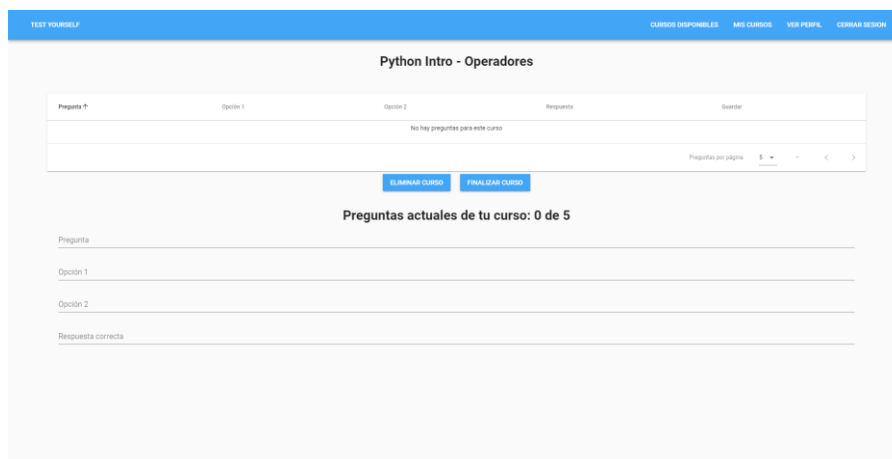 TEST YOURSELF CURSOS DISPONIBLES MIS CURSOS VER PERFIL CERRAR SESION
Python Intro - Operadores
Pregunta ↑ Opción 1 Opción 2 Respuesta Guardar
No hay preguntas para este curso
Preguntas por página 5 - < >
ELIMINAR CURSO FINALIZAR CURSO
Preguntas actuales de tu curso: 0 de 5
Pregunta
Opción 1
Opción 2
Respuesta correcta